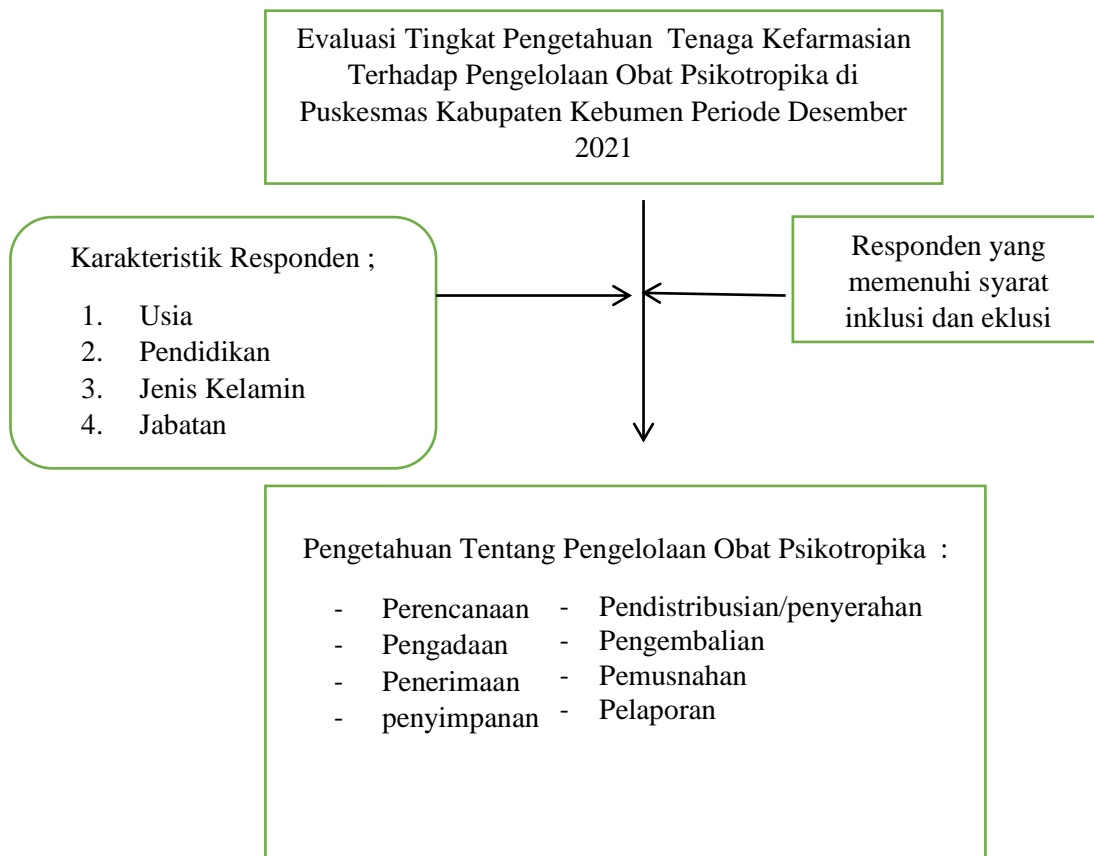 Evaluasi Tingkat Pengetahuan Tenaga Kefarmasian
Terhadap Pengelolaan Obat Psikotropika di
Puskesmas Kabupaten Kebumen Periode Desember
2021
Karakteristik Responden ;
1. Usia
2. Pendidikan
3. Jenis Kelamin
4. Jabatan
Responden yang
memenuhi syarat
inklusi dan eklusi
Pengetahuan Tentang Pengelolaan Obat Psikotropika :
- Perencanaan
- Pengadaan
- Penerimaan
- penyimpanan
- Pendistribusian/penyerahan
- Pengembalian
- Pemusnahan
- Pelaporan